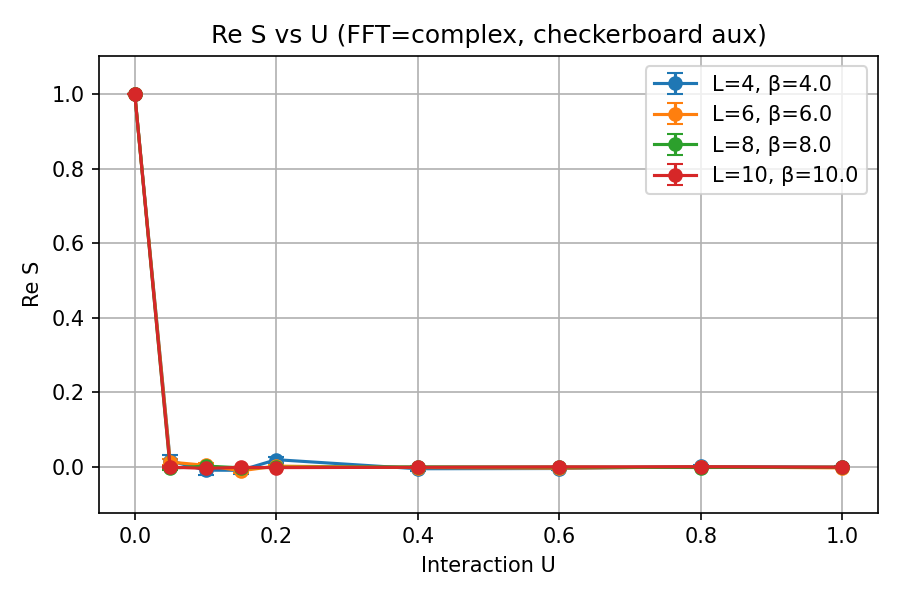 Re S vs U (FFT=complex, checkerboard aux)
L=4, β=4.0
L=6, β=6.0
L=8, β=8.0
L=10, β=10.0
1.0
0.8
0.6
0.4
0.2
0.0
Re S
0.0 0.2 0.4 0.6 0.8 1.0
Interaction U